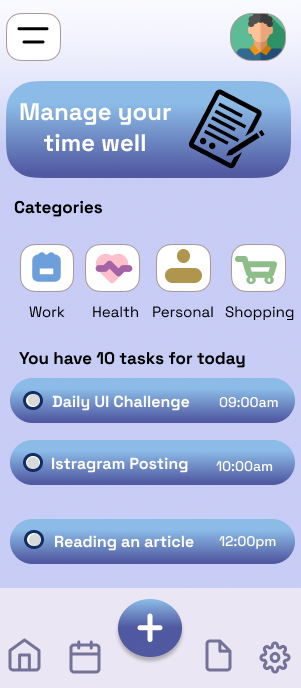 Manage your
time well
Categories
Work Health Personal Shopping
You have 10 tasks for today
Daily UI Challenge 09:00am
Istragram Posting 10:00am
Reading an article 12:00pm